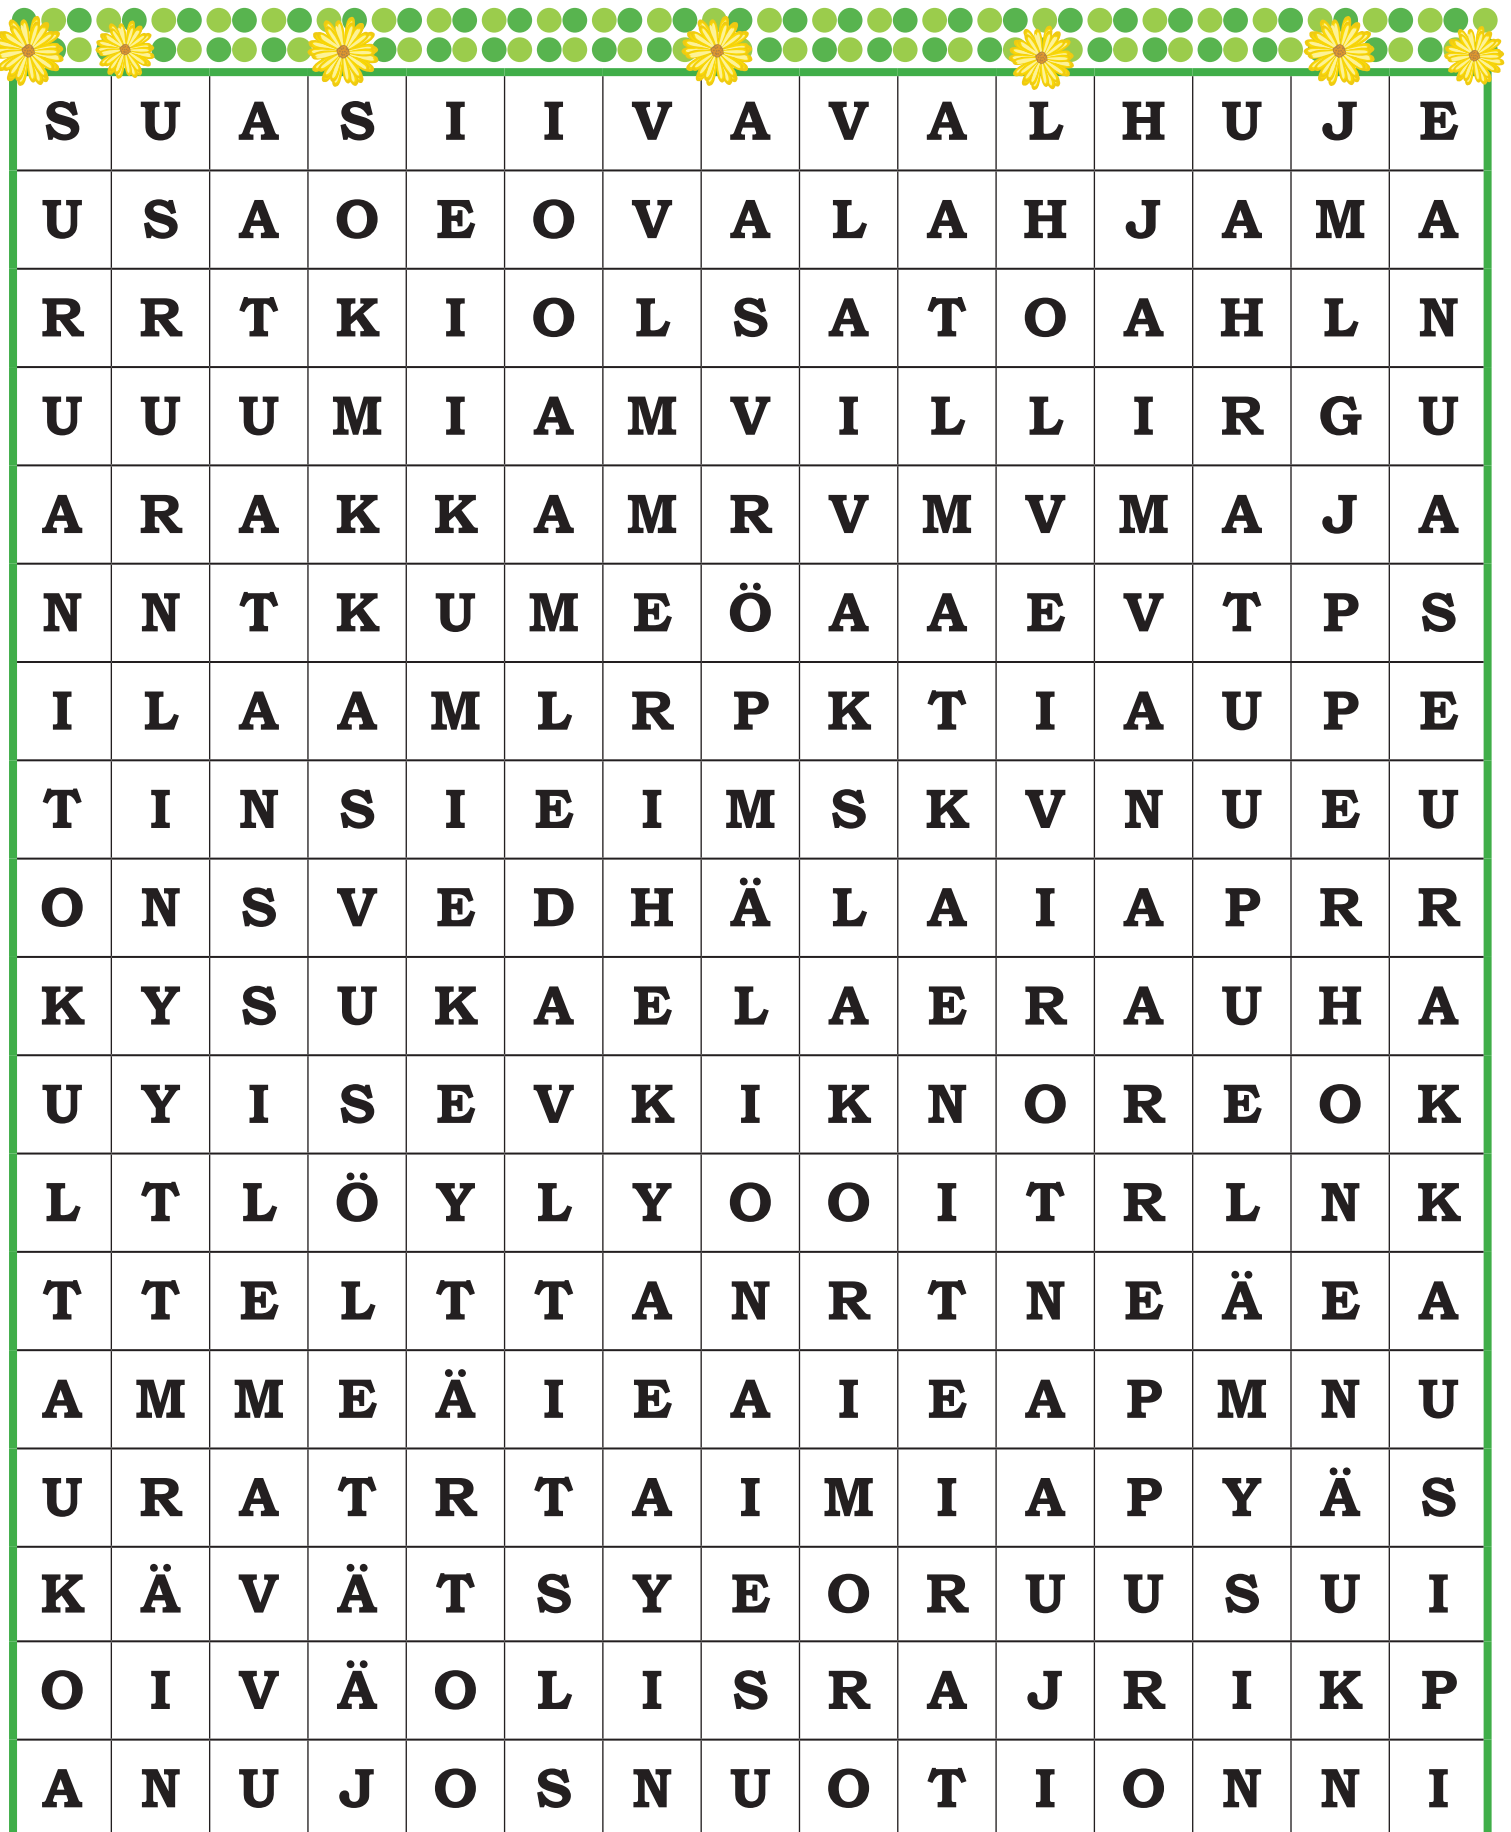 S U A S I I V A V A L H U J E
U S A O E O V A L A H J A M A
R R T K I O L S A T O A H L N
U U U M I A M V I L L I R G U
A R A K K A M R V M V M A J A
N N T K U M E Ö A A E V T P S
I L A A M L R P K T I A U P E
T I N S I E I M S K V N U E U
O N S V E D H Ä L A I A P R R
K Y S U K A E L A E R A U H A
U Y I S E V K I K N O R E O K
L T L Ö Y L Y O O I T R L N K
T T E L T T A N R T N E Ä E A
A M M E Ä I E A I E A P M N U
U R A T R T A I M I A P Y Ä S
K Ä V Ä T S Y E O R U U S U I
O I V Ä O L I S R A J R I K P
A N U J O S N U O T I O N N I